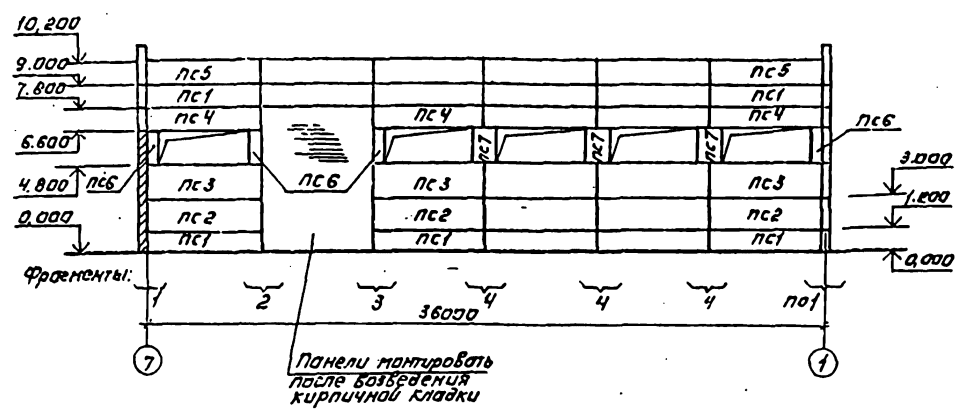 10,200
9.000
7.800
6.600
4.800
0.000
пс5 пс5
пс1 пс1
пс4 пс4 пс4
пс6 пс6 пс7 пс7 пс7 пс6
пс3 пс3 пс3
пс2 пс2 пс2
пс1 пс1 пс1
3.000
1.200
0,000
Фрагменты: 1 2 3 4 4 4 по1
36000
7 1
Панели монтировать
после возведения
кирпичной кладки